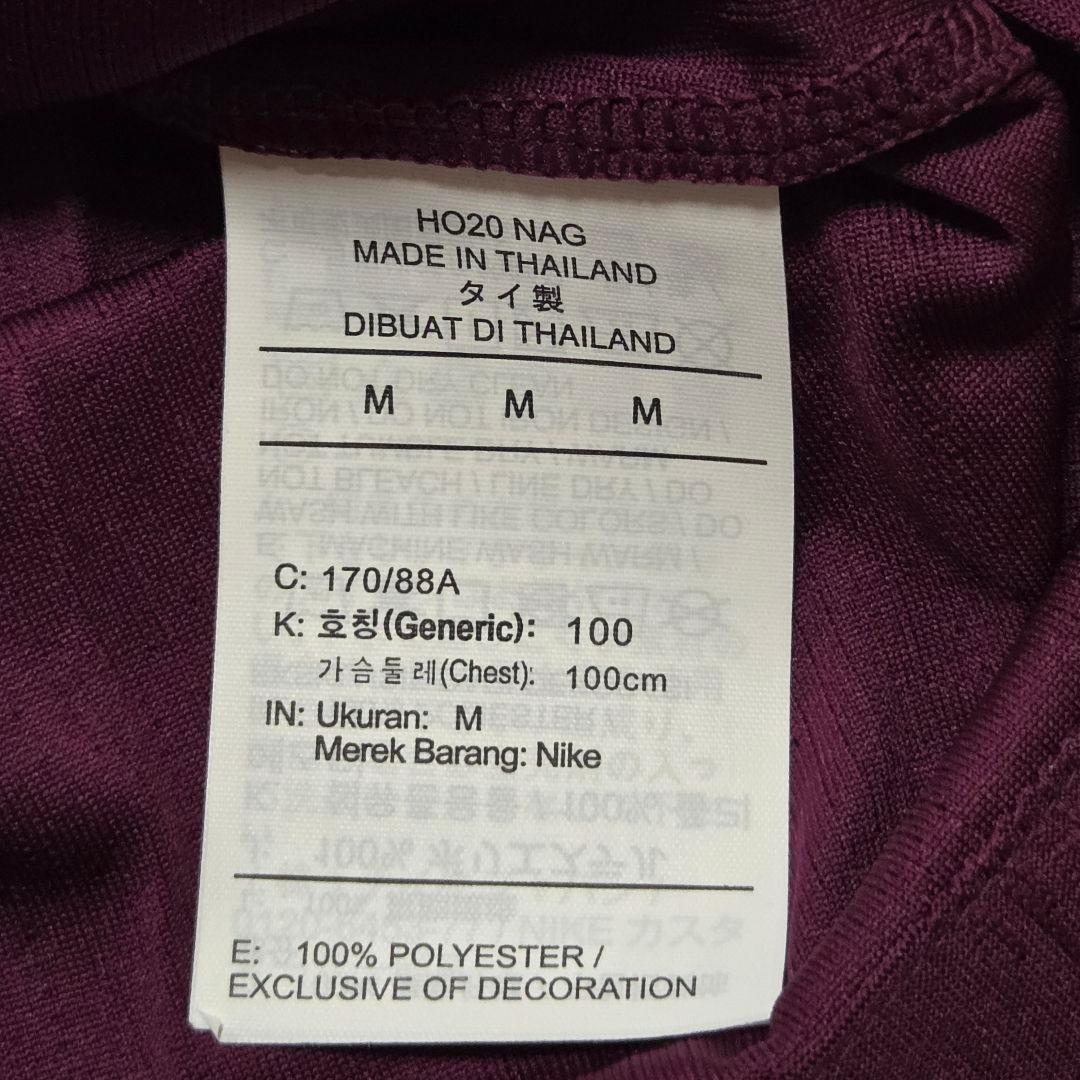 HO20 NAG
MADE IN THAILAND
タイ製
DIBUAT DI THAILAND
M M M
C: 170/88A
K: 호칭(Generic): 100
가슴둘레(Chest): 100cm
IN: Ukuran: M
Merek Barang: Nike
E: 100% POLYESTER /
EXCLUSIVE OF DECORATION